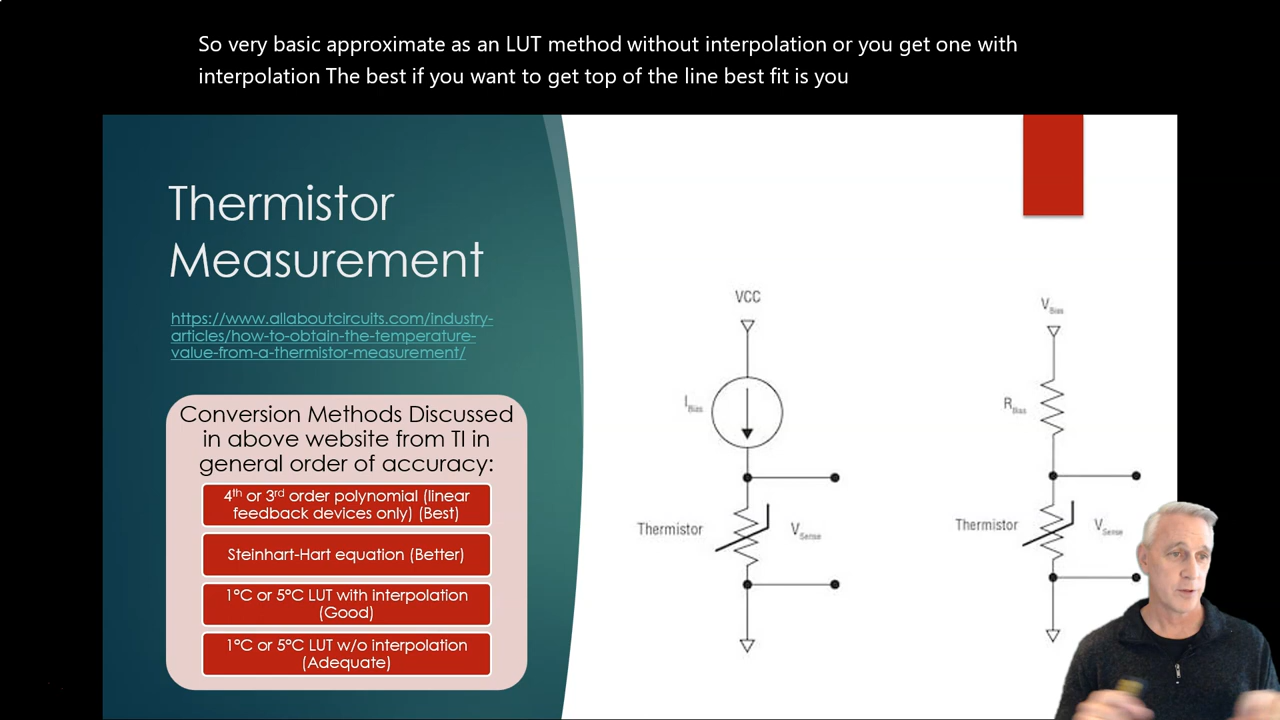 So very basic approximate as an LUT method without interpolation or you get one with
interpolation The best if you want to get top of the line best fit is you
Thermistor
Measurement
https://www.allaboutcircuits.com/industry-
articles/how-to-obtain-the-temperature-
value-from-a-thermistor-measurement/
Conversion Methods Discussed
in above website from TI in
general order of accuracy:
4th or 3rd order polynomial (linear
feedback devices only) (Best)
Steinhart-Hart equation (Better)
1°C or 5°C LUT with interpolation
(Good)
1°C or 5°C LUT w/o interpolation
(Adequate)
VCC
IBias
Thermistor
VSense
VBias
RBias
Thermistor
VSense